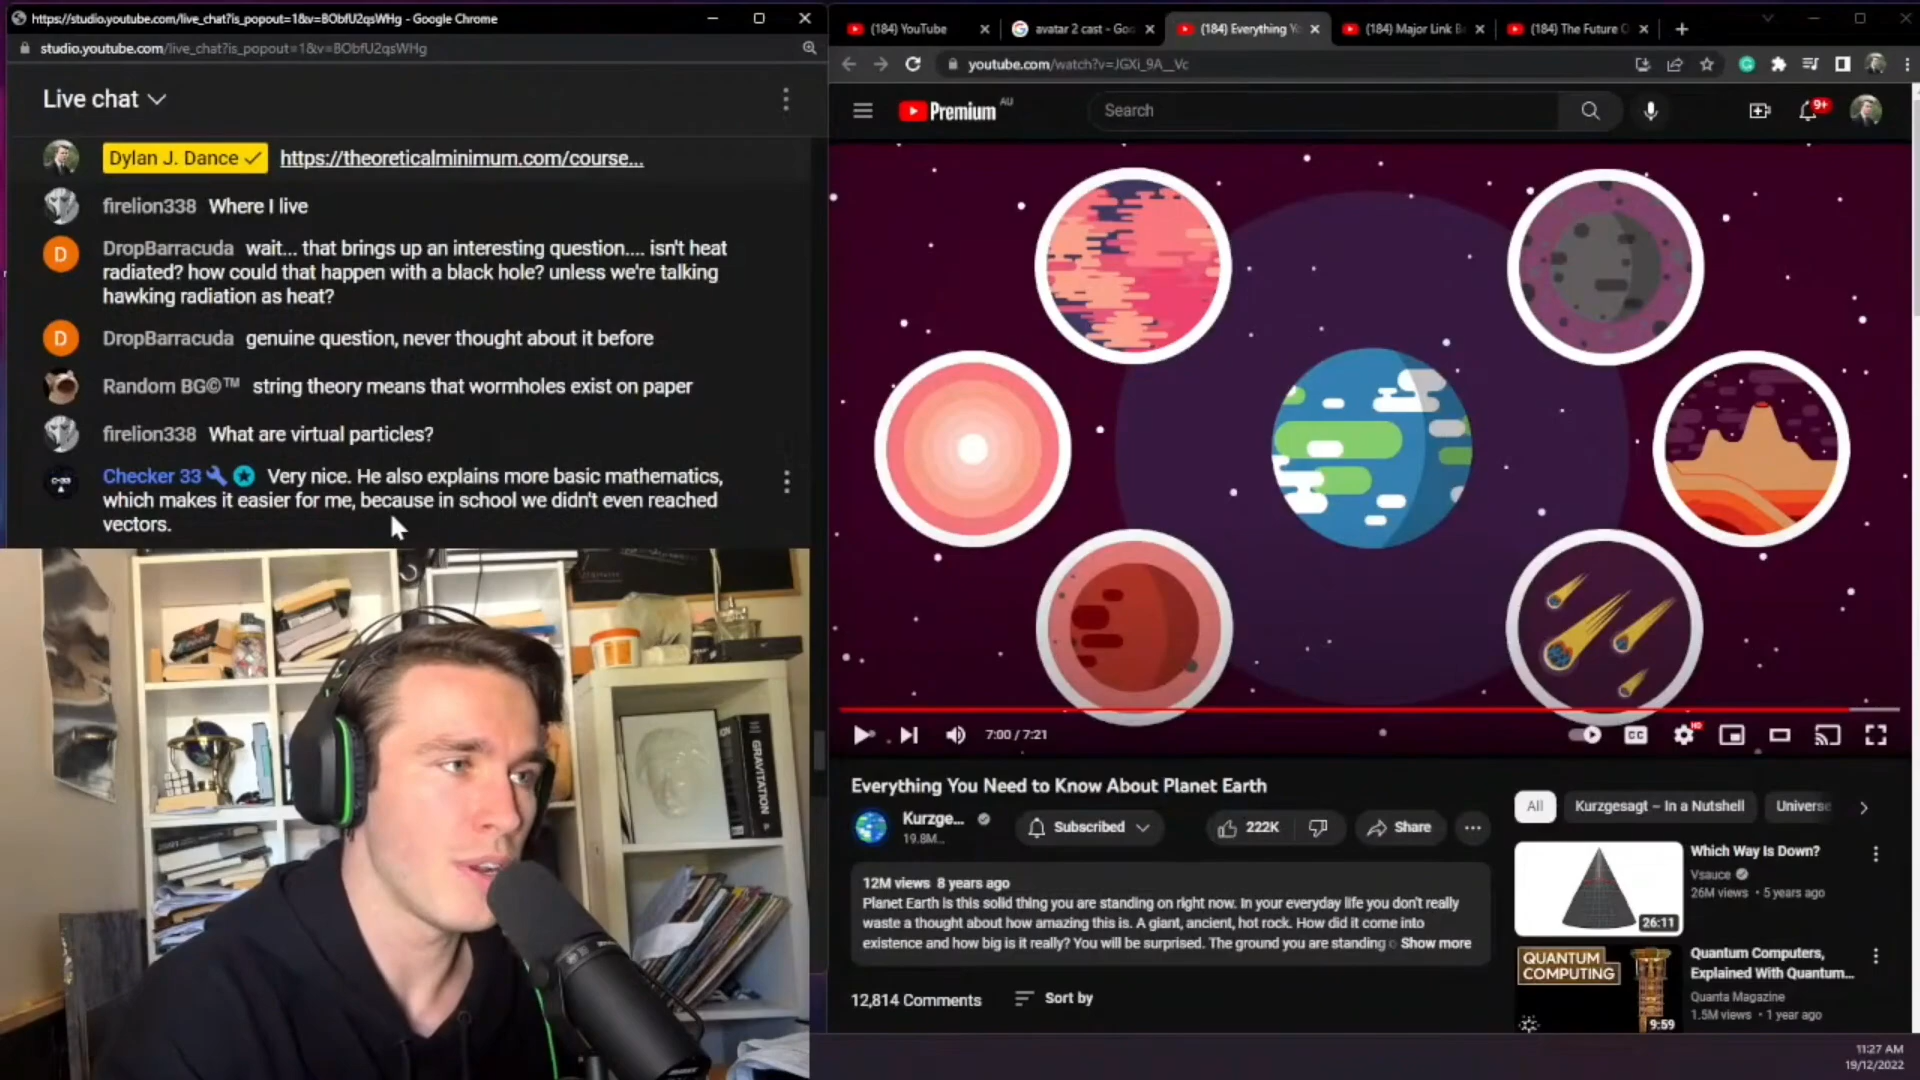 https://studio.youtube.com/live_chat?is_popout=1&v=BObfU2qsWHg - Google Chrome
studio.youtube.com/live_chat?is_popout=1&v=BObfU2qsWHg
Live chat
Dylan J. Dance https://theoreticalminimum.com/course...
firelion338 Where I live
D DropBarracuda wait... that brings up an interesting question.... isn't heat
radiated? how could that happen with a black hole? unless we're talking
hawking radiation as heat?
D DropBarracuda genuine question, never thought about it before
Random BG©™ string theory means that wormholes exist on paper
firelion338 What are virtual particles?
Checker 33 Very nice. He also explains more basic mathematics,
which makes it easier for me, because in school we didn't even reached
vectors.
GRAVITATION
(184) YouTube
avatar 2 cast - Goo
(184) Everything Y
(184) Major Link B
(184) The Future O
youtube.com/watch?v=JGXi_9A__Vc
Premium AU
Search
9+
7:00 / 7:21
CC
HD
Everything You Need to Know About Planet Earth
Kurzge...
19.8M...
Subscribed
222K
Share
12M views 8 years ago
Planet Earth is this solid thing you are standing on right now. In your everyday life you don't really
waste a thought about how amazing this is. A giant, ancient, hot rock. How did it come into
existence and how big is it really? You will be surprised. The ground you are standing o Show more
12,814 Comments
Sort by
All
Kurzgesagt – In a Nutshell
Universe
Which Way Is Down?
Vsauce
26M views • 5 years ago
26:11
QUANTUM
COMPUTING
9:59
Quantum Computers,
Explained With Quantum...
Quanta Magazine
1.5M views • 1 year ago
11:27 AM
19/12/2022